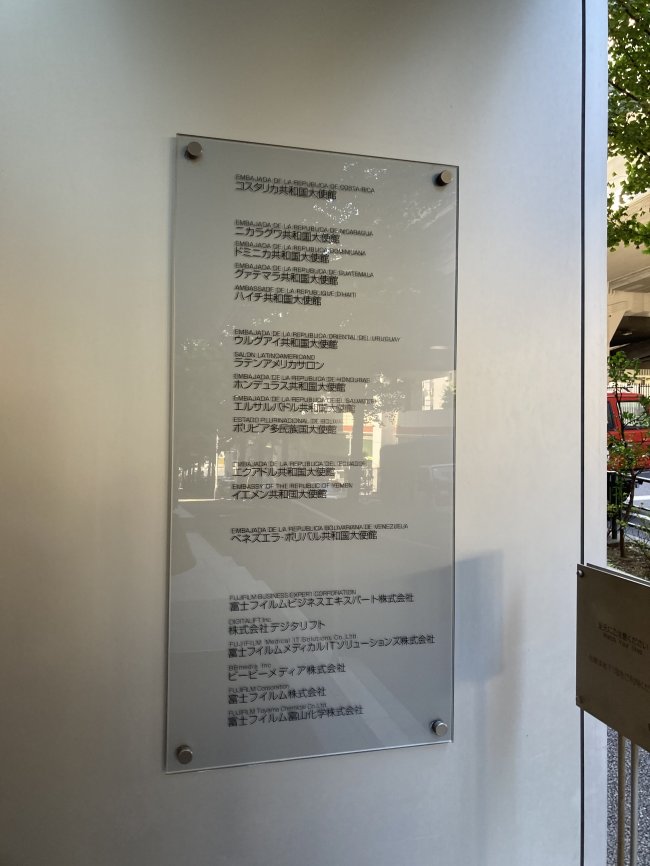 EMBAJADA DE LA REPUBLICA DE COSTA RICA
コスタリカ共和国大使館
EMBAJADA DE LA REPUBLICA DE NICARAGUA
ニカラグワ共和国大使館
EMBAJADA DE LA REPUBLICA DOMINICANA
ドミニカ共和国大使館
EMBAJADA DE LA REPUBLICA DE GUATEMALA
グァテマラ共和国大使館
AMBASSADE DE LA REPUBLIQUE D'HAITI
ハイチ共和国大使館
EMBAJADA DE LA REPUBLICA ORIENTAL DEL URUGUAY
ウルグアイ共和国大使館
SALON LATINOAMERICANO
ラテンアメリカサロン
EMBAJADA DE LA REPUBLICA DE HONDURAS
ホンデュラス共和国大使館
EMBAJADA DE LA REPUBLICA DE EL SALVADOR
エルサルバドル共和国大使館
ESTADO PLURINACIONAL DE BOLIVIA
ボリビア多民族国大使館
EMBAJADA DE LA REPUBLICA DEL ECUADOR
エクアドル共和国大使館
EMBASSY OF THE REPUBLIC OF YEMEN
イエメン共和国大使館
EMBAJADA DE LA REPUBLICA BOLIVARIANA DE VENEZUELA
ベネズエラ・ボリバル共和国大使館
FUJIFILM BUSINESS EXPERT CORPORATION
富士フイルムビジネスエキスパート株式会社
DIGITALIFT Inc.
株式会社デジタリフト
FUJIFILM Medical IT Solutions Co.,Ltd.
富士フイルムメディカルITソリューションズ株式会社
BBmedia Inc.
ビービーメディア株式会社
FUJIFILM Corporation
富士フイルム株式会社
FUJIFILM Toyama Chemical Co.,Ltd.
富士フイルム富山化学株式会社
足元にご注意ください
Watch Your Step